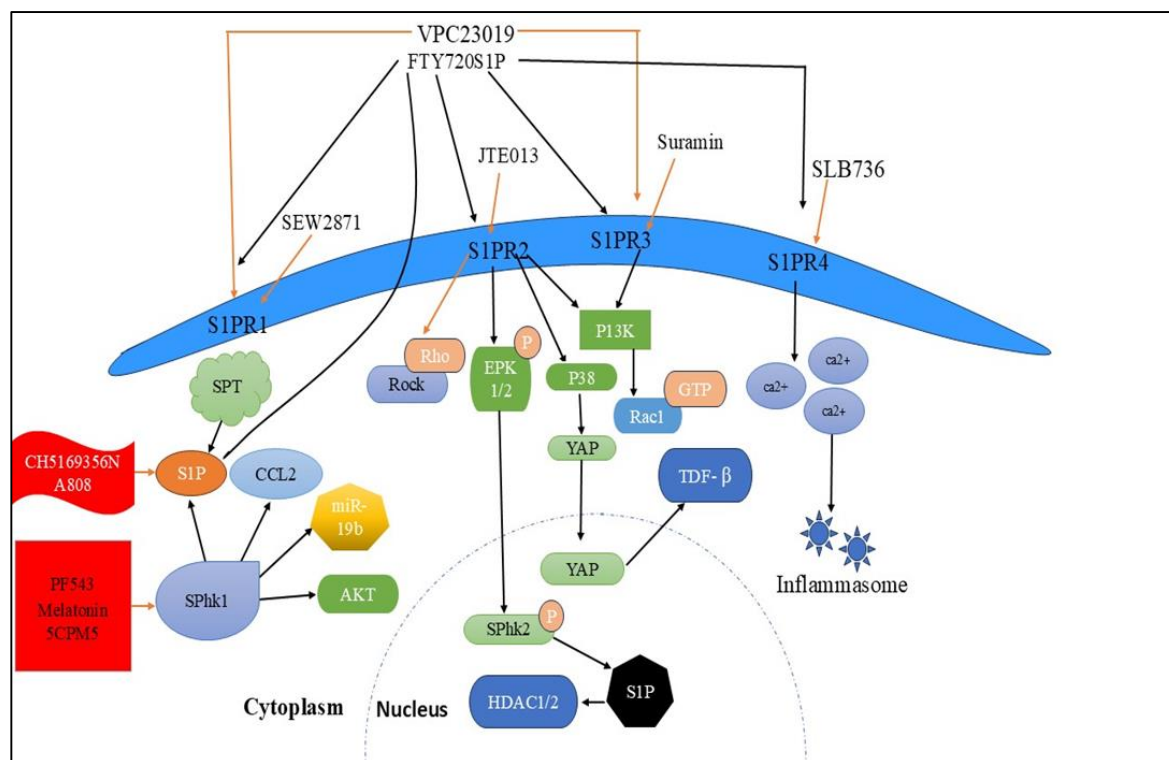 VPC23019
FTY720S1P
JTE013
Suramin
SLB736
SEW2871
S1PR2
S1PR3
S1PR4
S1PR1
P13K
Rho
Rock
P
EPK
1/2
P38
GTP
Rac1
ca2+
ca2+
ca2+
SPT
YAP
CH5169356N
A808
S1P
CCL2
TDF- β
miR-
19b
YAP
Inflammasome
PF543
Melatonin
5CPM5
SPhk1
AKT
SPhk2
P
S1P
HDAC1/2
Cytoplasm
Nucleus